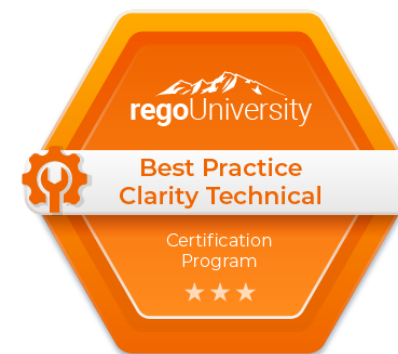 regoUniversity
Best Practice
Clarity Technical
Certification
Program